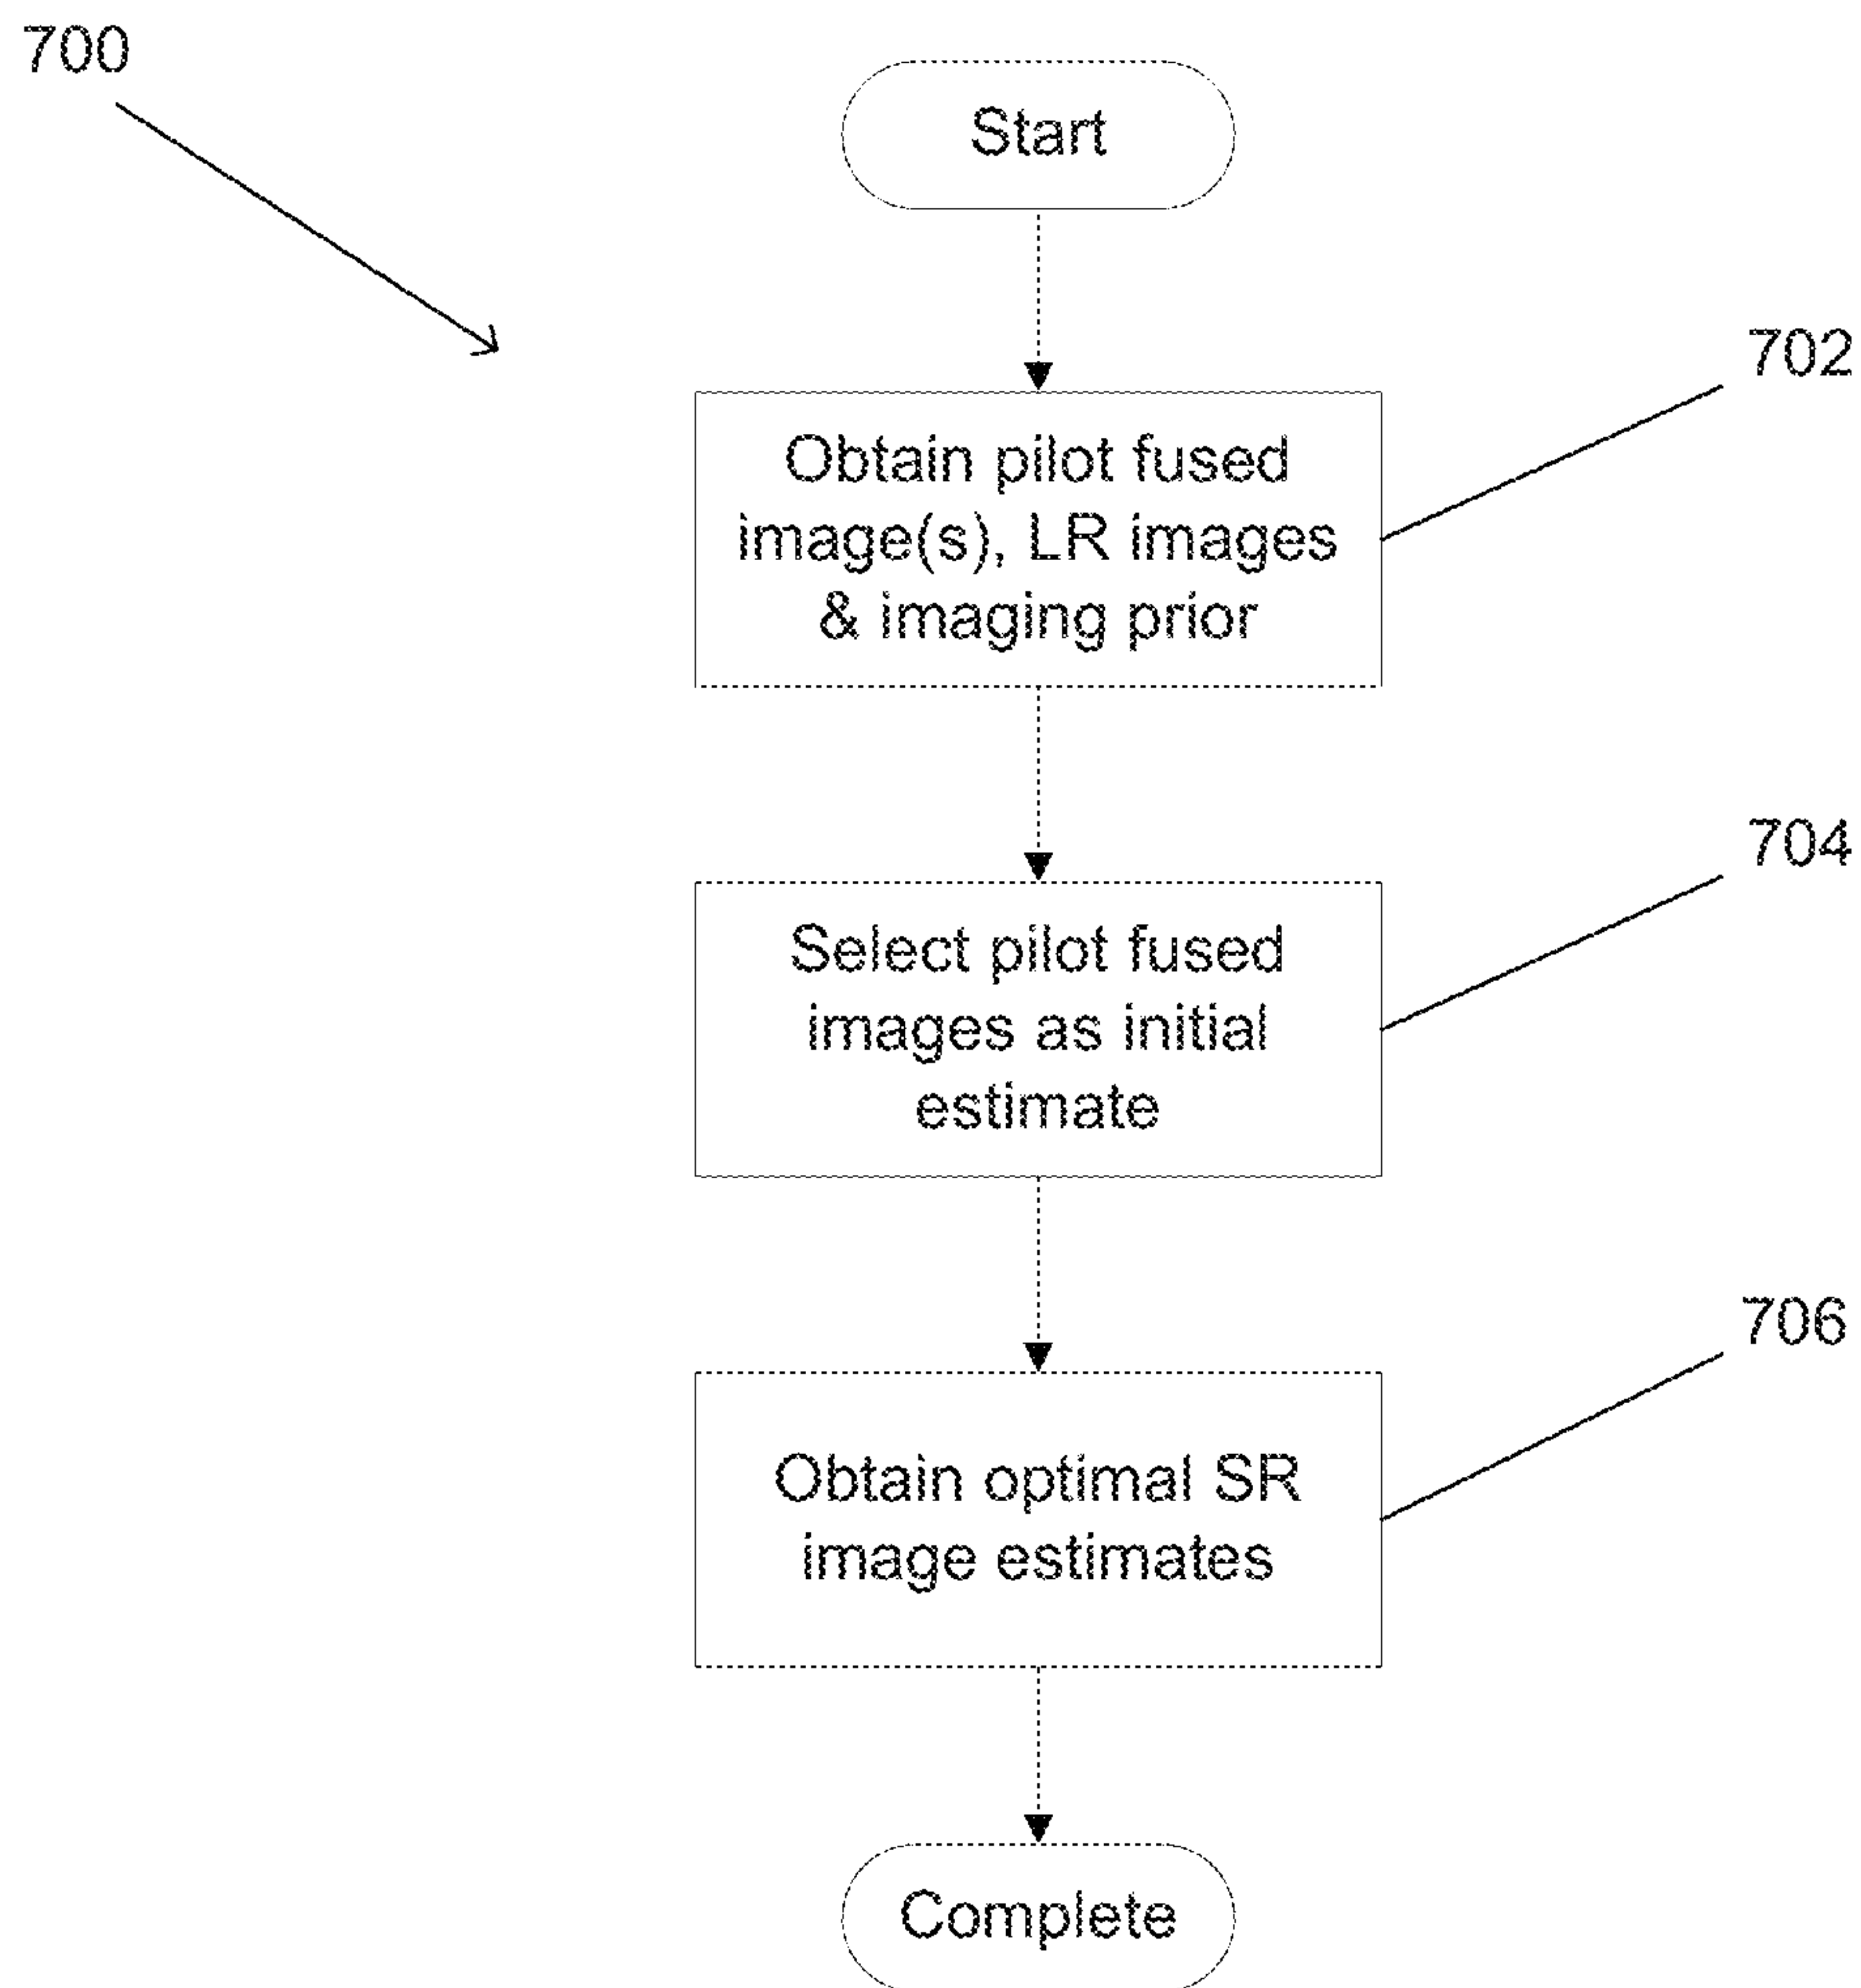 700
Start
702
Obtain pilot fused
image(s), LR images
& imaging prior
704
Select pilot fused
images as initial
estimate
706
Obtain optimal SR
image estimates
Complete